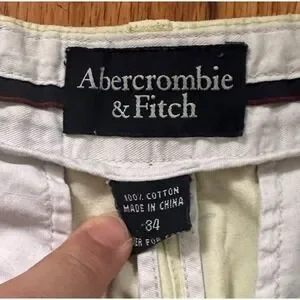 Abercrombie
& Fitch
100% COTTON
MADE IN CHINA
34